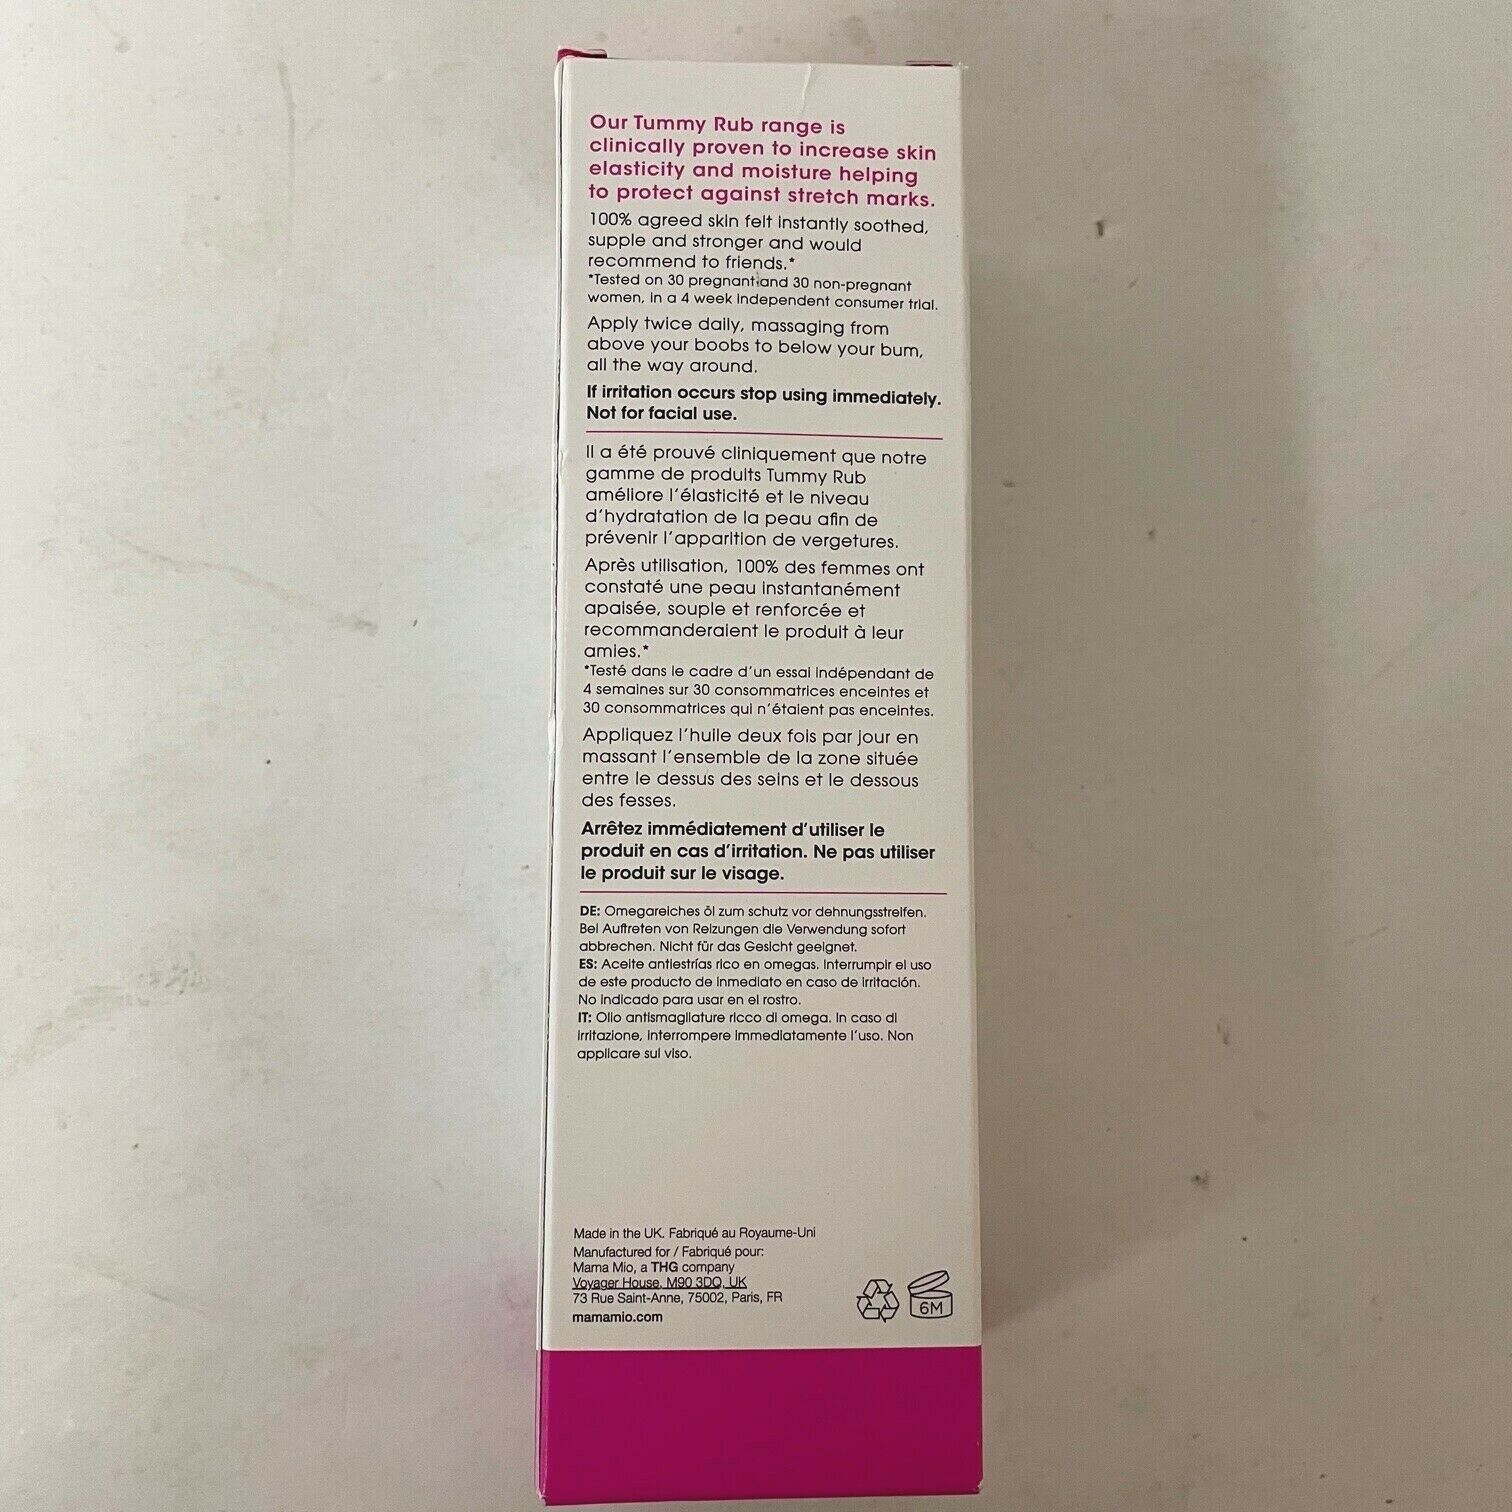 Our Tummy Rub range is
clinically proven to increase skin
elasticity and moisture helping
to protect against stretch marks.
100% agreed skin felt instantly soothed,
supple and stronger and would
recommend to friends.*
*Tested on 30 pregnant and 30 non-pregnant
women, in a 4 week independent consumer trial.
Apply twice daily, massaging from
above your boobs to below your bum,
all the way around.
If irritation occurs stop using immediately.
Not for facial use.
Il a été prouvé cliniquement que notre
gamme de produits Tummy Rub
améliore l'élasticité et le niveau
d'hydratation de la peau afin de
prévenir l'apparition de vergetures.
Après utilisation, 100% des femmes ont
constaté une peau instantanément
apaisée, souple et renforcée et
recommanderaient le produit à leur
amies.*
*Testé dans le cadre d'un essai indépendant de
4 semaines sur 30 consommatrices enceintes et
30 consommatrices qui n'étaient pas enceintes.
Appliquez l'huile deux fois par jour en
massant l'ensemble de la zone située
entre le dessus des seins et le dessous
des fesses.
Arrêtez immédiatement d'utiliser le
produit en cas d'irritation. Ne pas utiliser
le produit sur le visage.
DE: Omegareiches öl zum schutz vor dehnungsstreifen.
Bei Auftreten von Reizungen die Verwendung sofort
abbrechen. Nicht für das Gesicht geeignet.
ES: Aceite antiestrías rico en omegas. Interrumpir el uso
de este producto de inmediato en caso de irritación.
No indicado para usar en el rostro.
IT: Olio antismagliature ricco di omega. In caso di
irritazione, interrompere immediatamente l'uso. Non
applicare sul viso.
Made in the UK. Fabriqué au Royaume-Uni
Manufactured for / Fabriqué pour:
Mama Mio, a THG company
Voyager House, M90 3DQ, UK
73 Rue Saint-Anne, 75002, Paris, FR
mamamio.com
6M